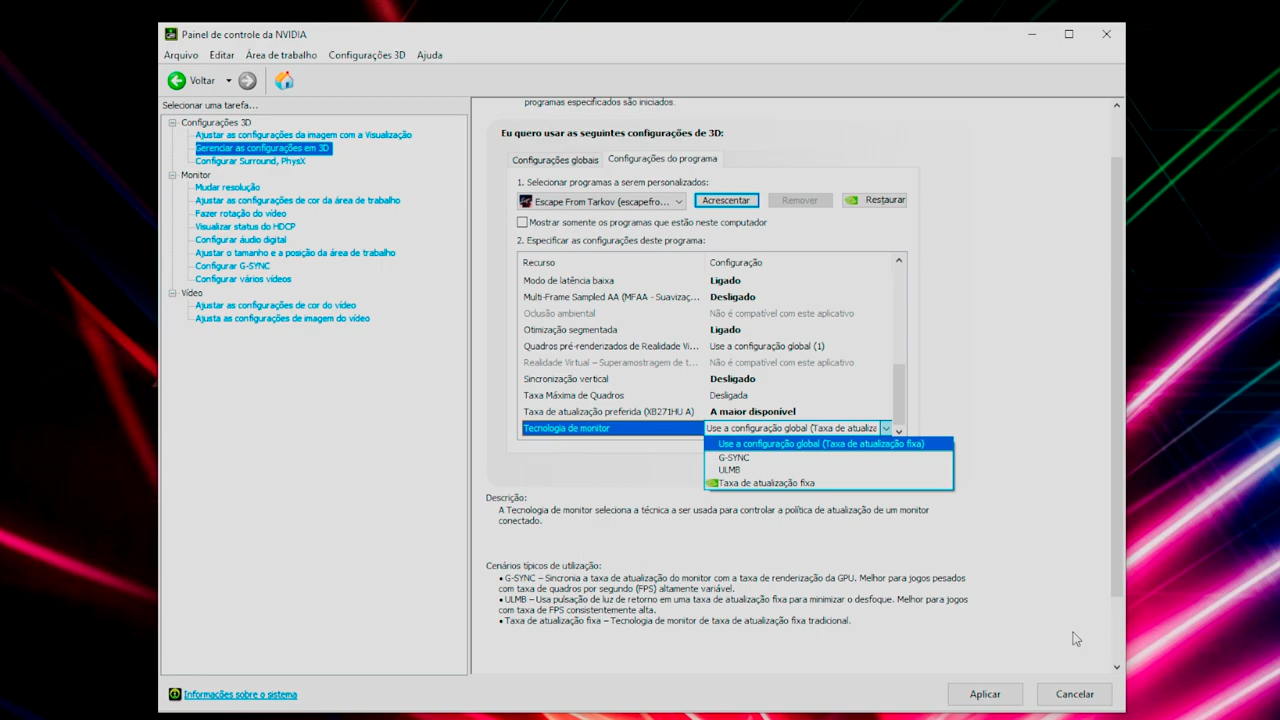 Painel de controle da NVIDIA
Arquivo Editar Área de trabalho Configurações 3D Ajuda
Voltar
Selecionar uma tarefa...
Configurações 3D
Ajustar as configurações da imagem com a Visualização
Gerenciar as configurações em 3D
Configurar Surround, PhysX
Monitor
Mudar resolução
Ajustar as configurações de cor da área de trabalho
Fazer rotação do vídeo
Visualizar status do HDCP
Configurar áudio digital
Ajustar o tamanho e a posição da área de trabalho
Configurar G-SYNC
Configurar vários vídeos
Vídeo
Ajustar as configurações de cor do vídeo
Ajusta as configurações de imagem do vídeo
Informações sobre o sistema
programas especificados são iniciados.
Eu quero usar as seguintes configurações de 3D:
Configurações globais Configurações do programa
1. Selecionar programas a serem personalizados:
Escape From Tarkov (escapefro... Acrescentar Remover Restaurar
Mostrar somente os programas que estão neste computador
2. Especificar as configurações deste programa:
Recurso Configuração
Modo de latência baixa Ligado
Multi-Frame Sampled AA (MFAA - Suavizaç... Desligado
Oclusão ambiental Não é compatível com este aplicativo
Otimização segmentada Ligado
Quadros pré-renderizados de Realidade Vi... Use a configuração global (1)
Realidade Virtual – Superamostragem de t... Não é compatível com este aplicativo
Sincronização vertical Desligado
Taxa Máxima de Quadros Desligada
Taxa de atualização preferida (XB271HU A) A maior disponível
Tecnologia de monitor Use a configuração global (Taxa de atualiza
Use a configuração global (Taxa de atualização fixa)
G-SYNC
ULMB
Taxa de atualização fixa
Descrição:
A Tecnologia de monitor seleciona a técnica a ser usada para controlar a política de atualização de um monitor
conectado.
Cenários típicos de utilização:
• G-SYNC – Sincronia a taxa de atualização do monitor com a taxa de renderização da GPU. Melhor para jogos pesados
com taxa de quadros por segundo (FPS) altamente variável.
• ULMB – Usa pulsação de luz de retorno em uma taxa de atualização fixa para minimizar o desfoque. Melhor para jogos
com taxa de FPS consistentemente alta.
• Taxa de atualização fixa – Tecnologia de monitor de taxa de atualização fixa tradicional.
Aplicar Cancelar